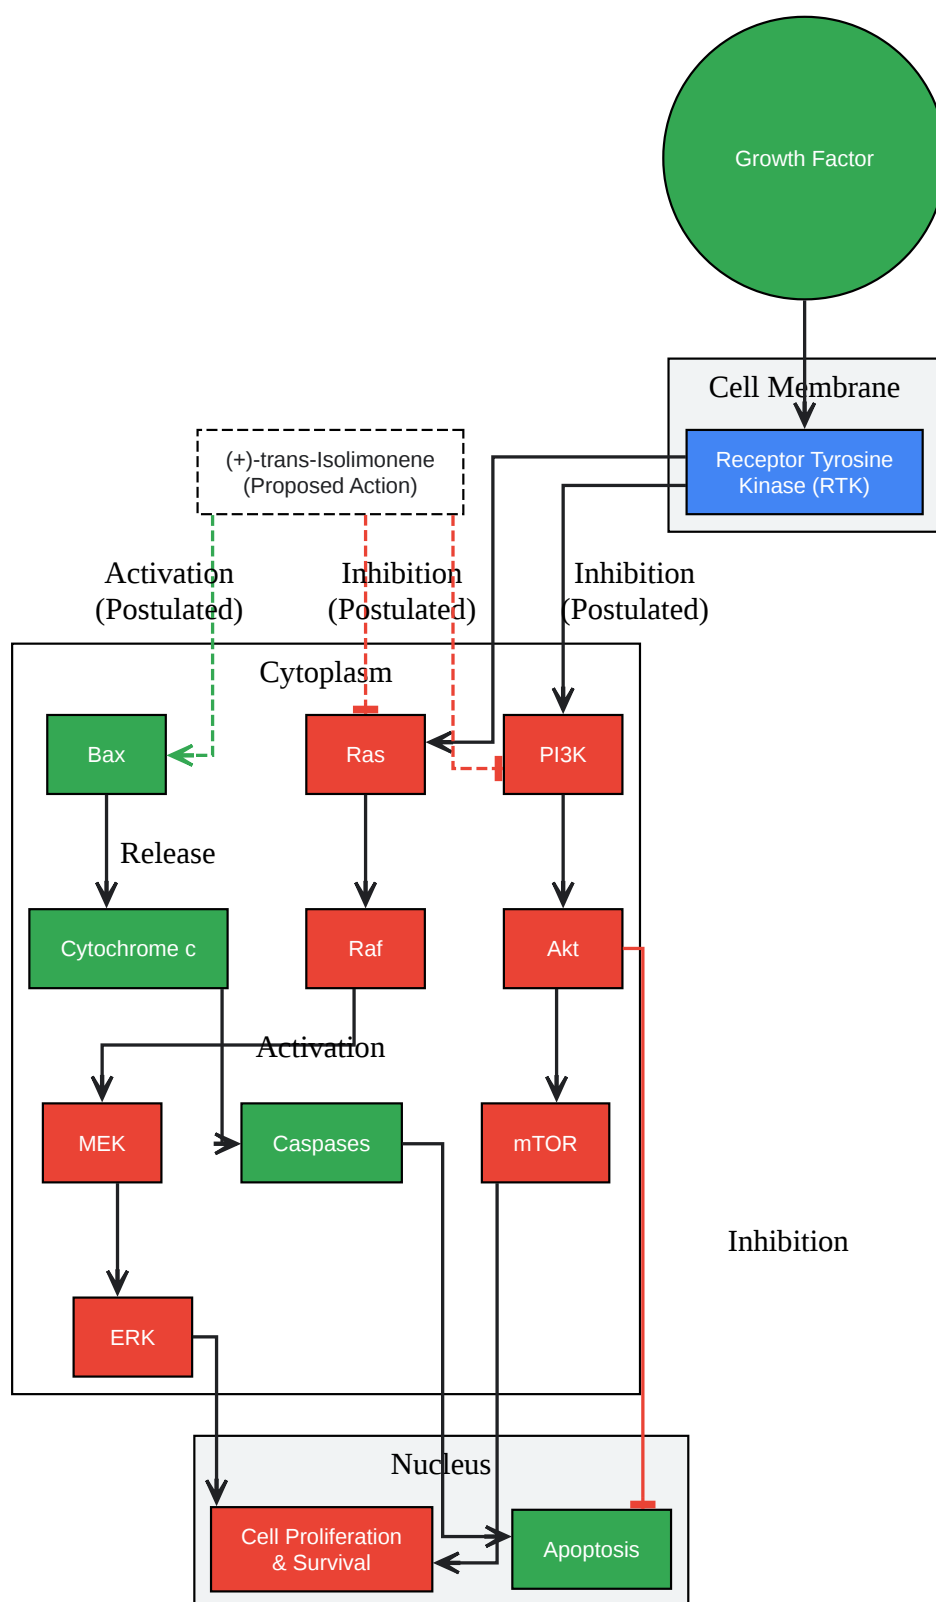 Growth Factor
Cell Membrane
Receptor Tyrosine
Kinase (RTK)
(+)-trans-Isolimonene
(Proposed Action)
Activation
(Postulated)
Inhibition
(Postulated)
Inhibition
(Postulated)
Cytoplasm
Bax
Ras
PI3K
Release
Cytochrome c
Raf
Akt
Activation
MEK
Caspases
mTOR
Inhibition
ERK
Nucleus
Cell Proliferation
& Survival
Apoptosis